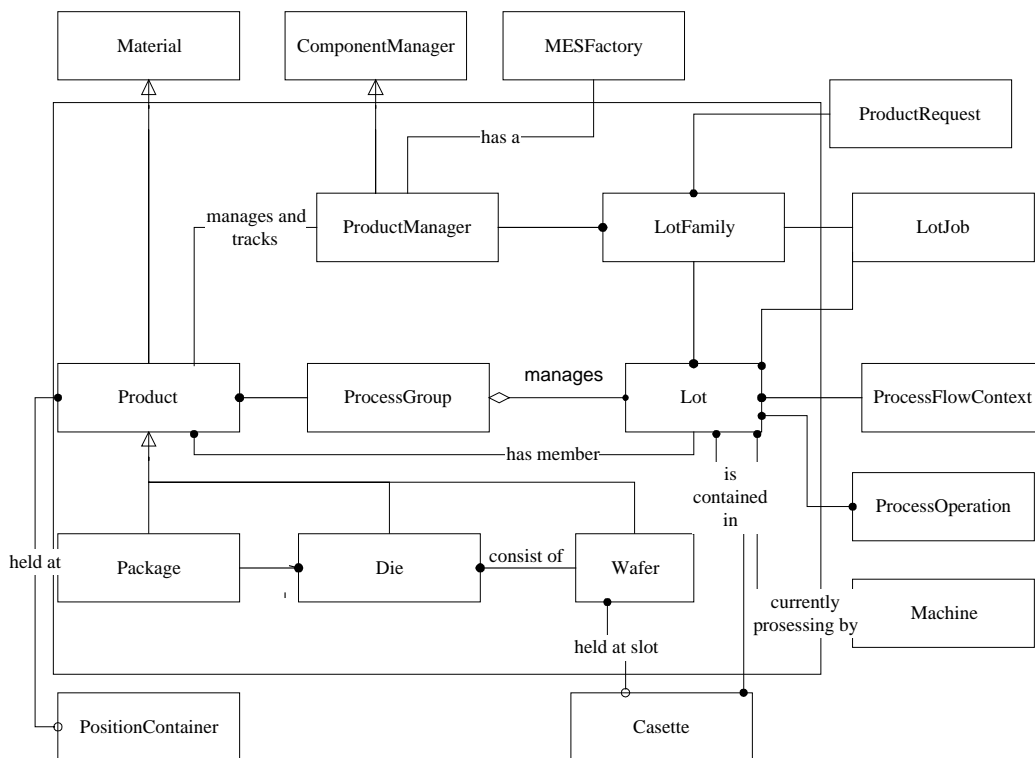 Material
ComponentManager
MESFactory
ProductRequest
has a
manages and
tracks
ProductManager
LotFamily
LotJob
Product
ProcessGroup
manages
Lot
ProcessFlowContext
has member
is
contained
in
ProcessOperation
held at
Package
Die
consist of
Wafer
currently
prosessing by
Machine
held at slot
PositionContainer
Casette